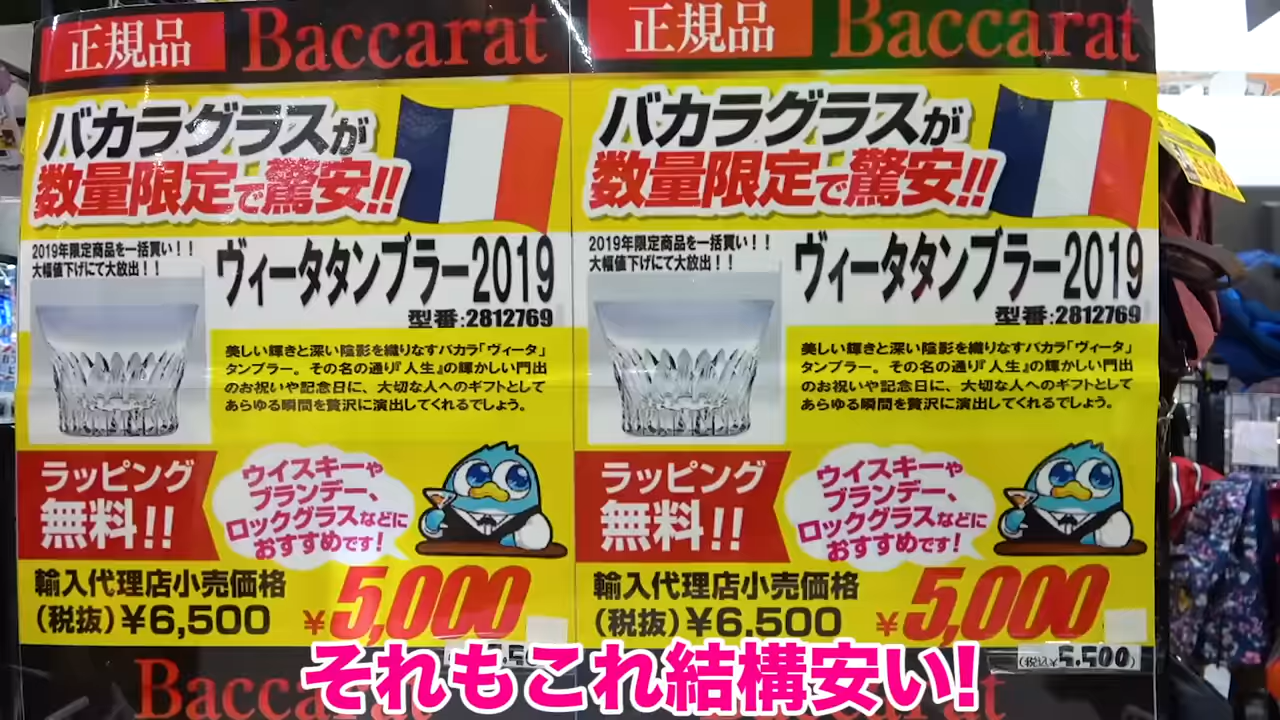 正規品 Baccarat
バカラグラスが
数量限定で驚安!!
2019年限定商品を一括買い!!
大幅値下げにて大放出!!
ヴィータタンブラー2019
型番:2812769
美しい輝きと深い陰影を織りなすバカラ「ヴィータ」
タンブラー。その名の通り『人生』の輝かしい門出
のお祝いや記念日に、大切な人へのギフトとして
あらゆる瞬間を贅沢に演出してくれるでしょう。
ラッピング
無料!!
ウイスキーや
ブランデー、
ロックグラスなどに
おすすめです!
輸入代理店小売価格
(税抜)¥6,500
¥5,000
正規品 Baccarat
バカラグラスが
数量限定で驚安!!
2019年限定商品を一括買い!!
大幅値下げにて大放出!!
ヴィータタンブラー2019
型番:2812769
美しい輝きと深い陰影を織りなすバカラ「ヴィータ」
タンブラー。その名の通り『人生』の輝かしい門出
のお祝いや記念日に、大切な人へのギフトとして
あらゆる瞬間を贅沢に演出してくれるでしょう。
ラッピング
無料!!
ウイスキーや
ブランデー、
ロックグラスなどに
おすすめです!
輸入代理店小売価格
(税抜)¥6,500
¥5,000
(税込)¥5,500)
Baccarat
それもこれ結構安い!